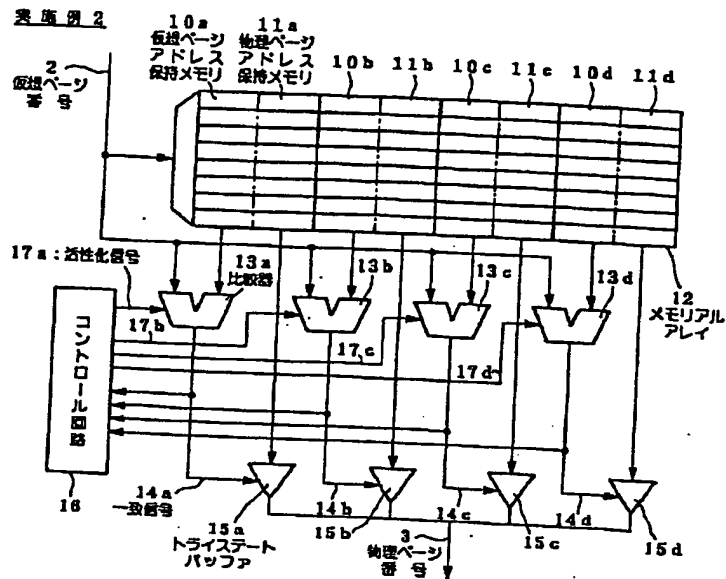 実施例2
10a
仮想ページ
アドレス
保持メモリ
11a
物理ページ
アドレス
保持メモリ
10b
11b
10c
11c
10d
11d
2
仮想ページ
番号
17a:活性化信号
13a
比較器
13b
13c
13d
12
メモリアル
アレイ
17b
17c
17d
コントロール回路
16
14a
一致信号
15a
トライステート
バッファ
14b
15b
14c
15c
14d
15d
3
物理ページ
番号